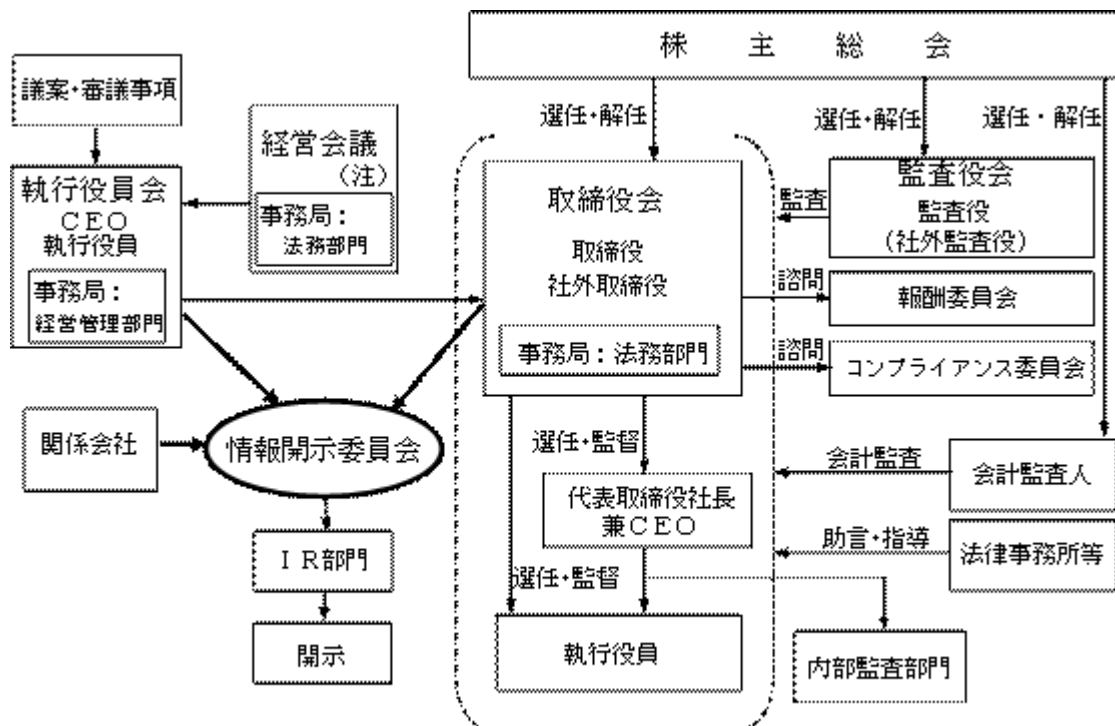 株主総会
議案・審議事項
選任・解任
選任・解任
選任・解任
経営会議
(注)
事務局：
法務部門
執行役員会
CEO
執行役員
事務局：
経営管理部門
取締役会
取締役
社外取締役
事務局：法務部門
監査役会
監査役
(社外監査役)
監査
諮問
報酬委員会
諮問
コンプライアンス委員会
関係会社
情報開示委員会
選任・監督
会計監査
会計監査人
代表取締役社長
兼CEO
助言・指導
法律事務所等
IR部門
選任・監督
開示
執行役員
内部監査部門